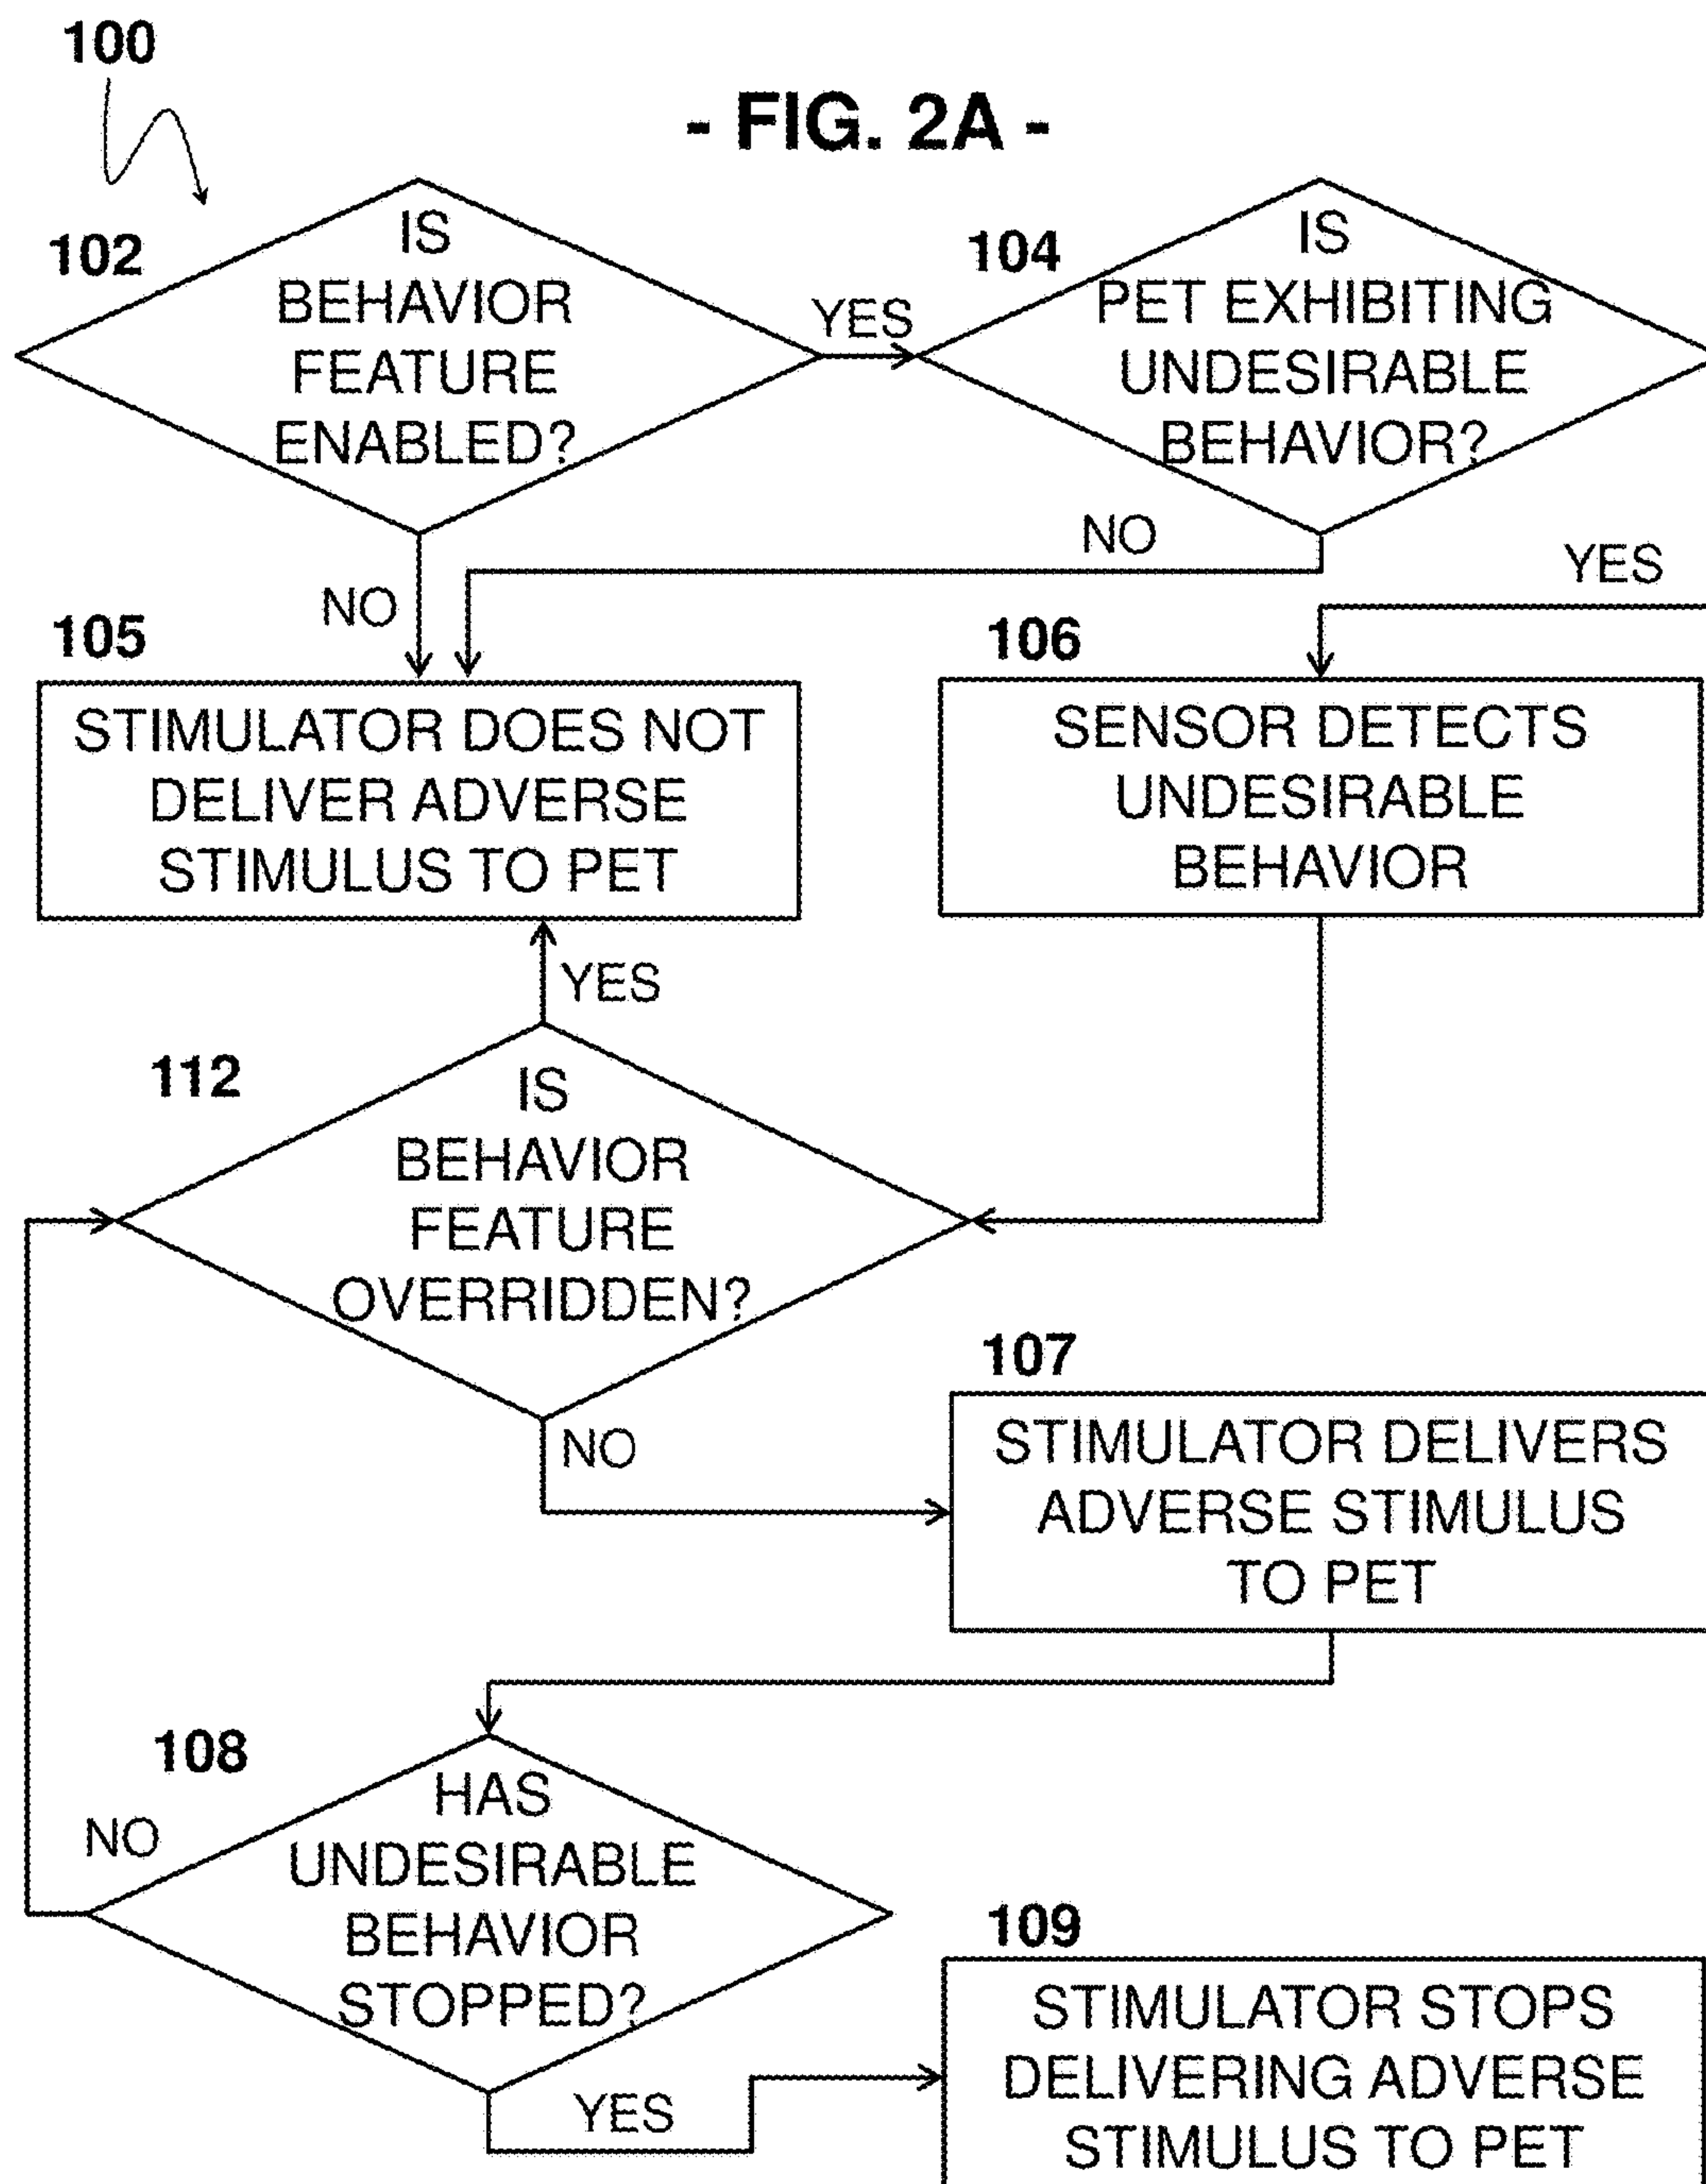 100
- FIG. 2A -
102
IS
BEHAVIOR
FEATURE
ENABLED?
YES
104
IS
PET EXHIBITING
UNDESIRABLE
BEHAVIOR?
NO
NO
YES
105
STIMULATOR DOES NOT
DELIVER ADVERSE
STIMULUS TO PET
106
SENSOR DETECTS
UNDESIRABLE
BEHAVIOR
YES
112
IS
BEHAVIOR
FEATURE
OVERRIDDEN?
NO
107
STIMULATOR DELIVERS
ADVERSE STIMULUS
TO PET
108
HAS
UNDESIRABLE
BEHAVIOR
STOPPED?
NO
YES
109
STIMULATOR STOPS
DELIVERING ADVERSE
STIMULUS TO PET